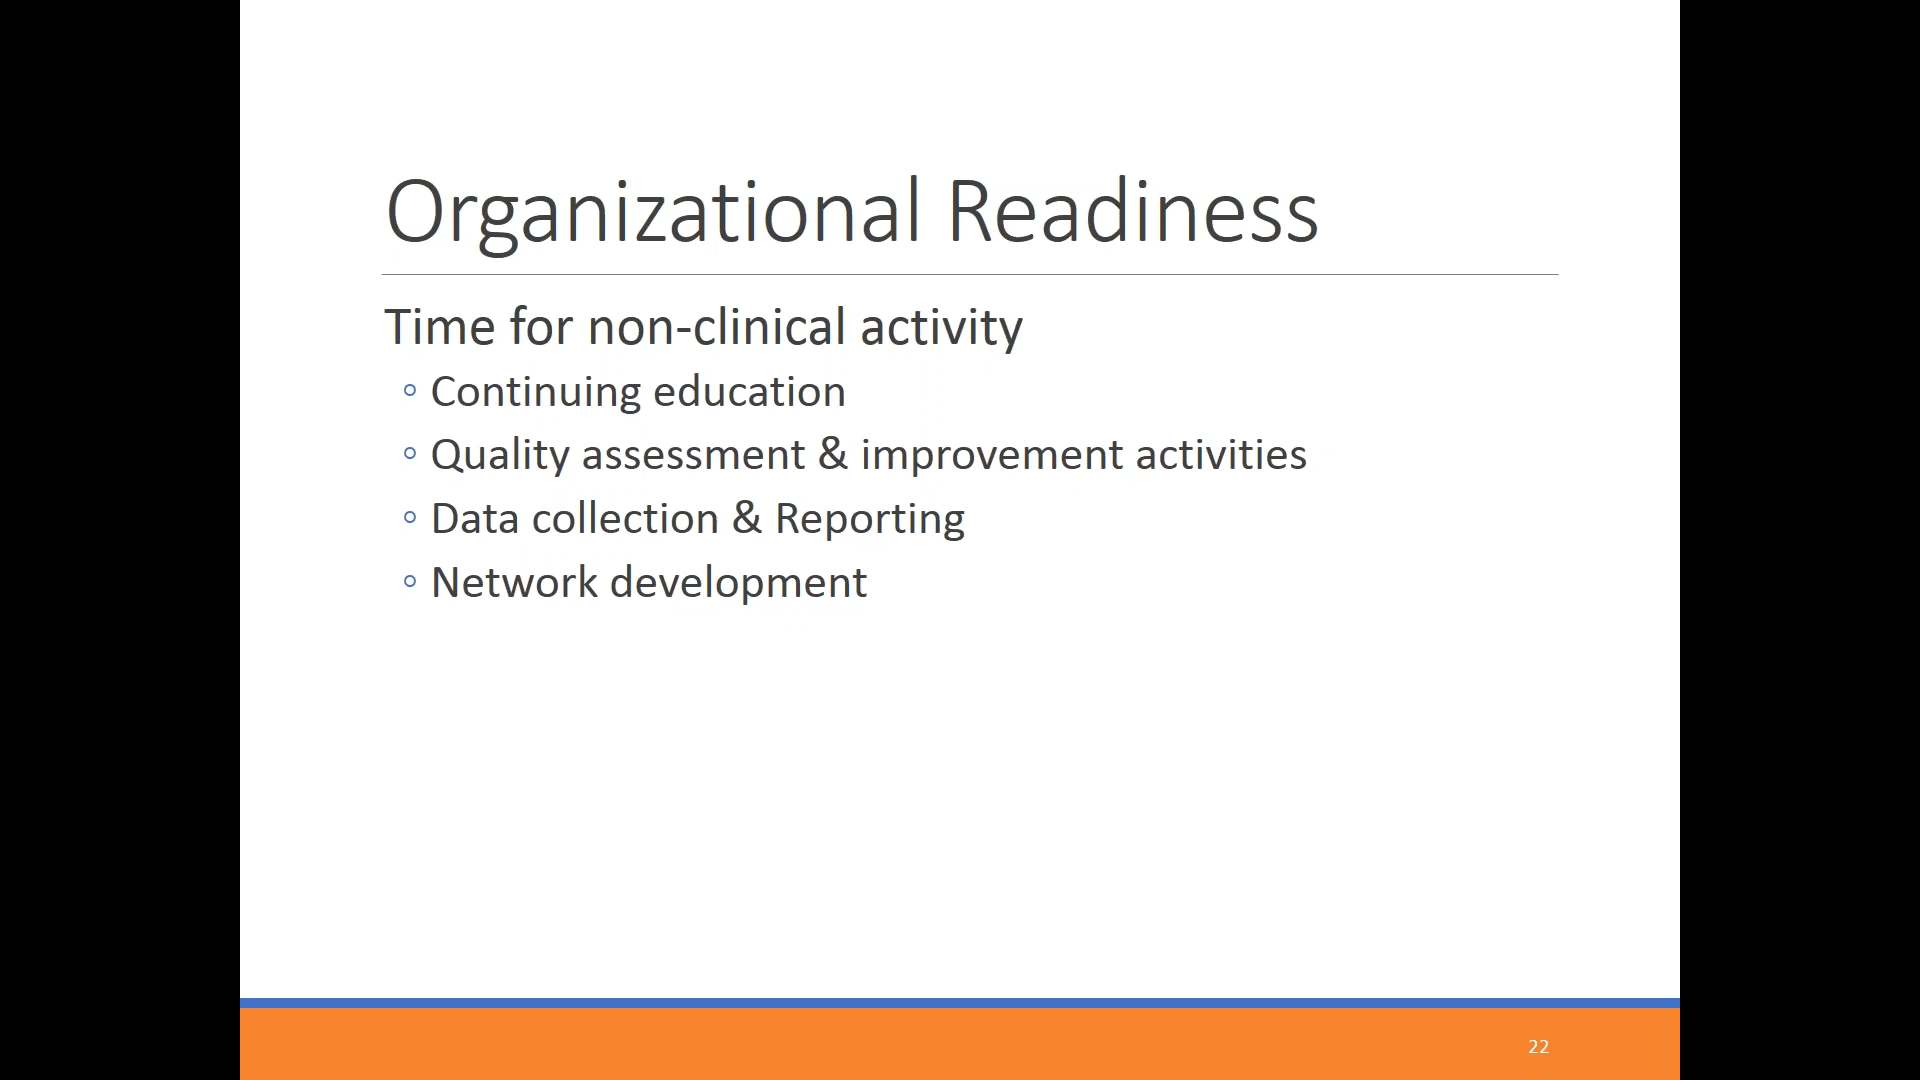 Organizational Readiness
Time for non-clinical activity
◦ Continuing education
◦ Quality assessment & improvement activities
◦ Data collection & Reporting
◦ Network development
22